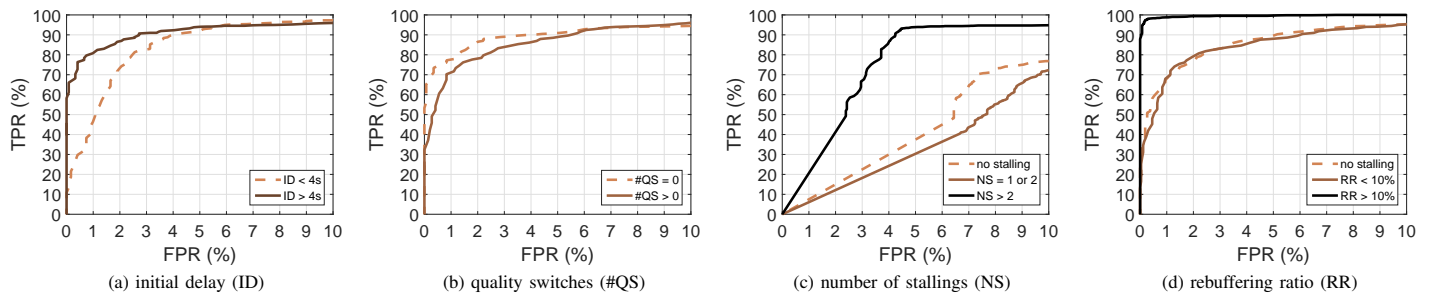 TPR (%)
100
90
80
70
60
50
40
30
20
10
0
ID < 4s
ID > 4s
0 1 2 3 4 5 6 7 8 9 10
FPR (%)
(a) initial delay (ID)
TPR (%)
100
90
80
70
60
50
40
30
20
10
0
#QS = 0
#QS > 0
0 1 2 3 4 5 6 7 8 9 10
FPR (%)
(b) quality switches (#QS)
TPR (%)
100
90
80
70
60
50
40
30
20
10
0
no stalling
NS = 1 or 2
NS > 2
0 1 2 3 4 5 6 7 8 9 10
FPR (%)
(c) number of stallings (NS)
TPR (%)
100
90
80
70
60
50
40
30
20
10
0
no stalling
RR < 10%
RR > 10%
0 1 2 3 4 5 6 7 8 9 10
FPR (%)
(d) rebuffering ratio (RR)